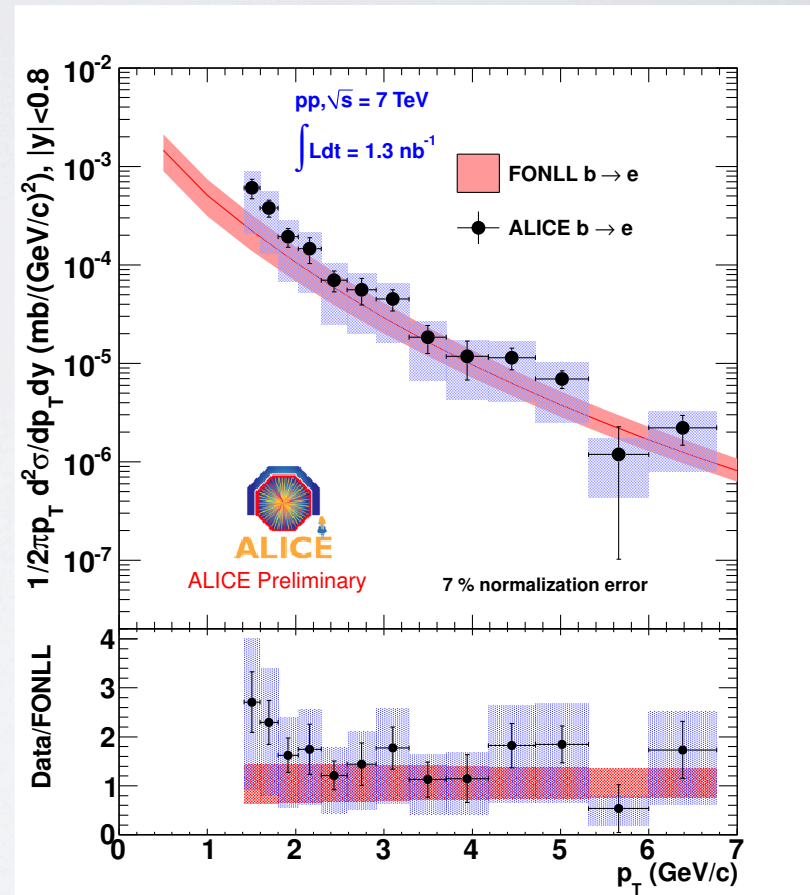 1/2πp_T d²σ/dp_Tdy (mb/(GeV/c)²), |y|<0.8
10⁻²
10⁻³
10⁻⁴
10⁻⁵
10⁻⁶
10⁻⁷
pp, √s = 7 TeV
∫Ldt = 1.3 nb⁻¹
FONLL b → e
ALICE b → e
ALICE
ALICE Preliminary
7 % normalization error
Data/FONLL
4
3
2
1
0
0 1 2 3 4 5 6 7
p_T (GeV/c)